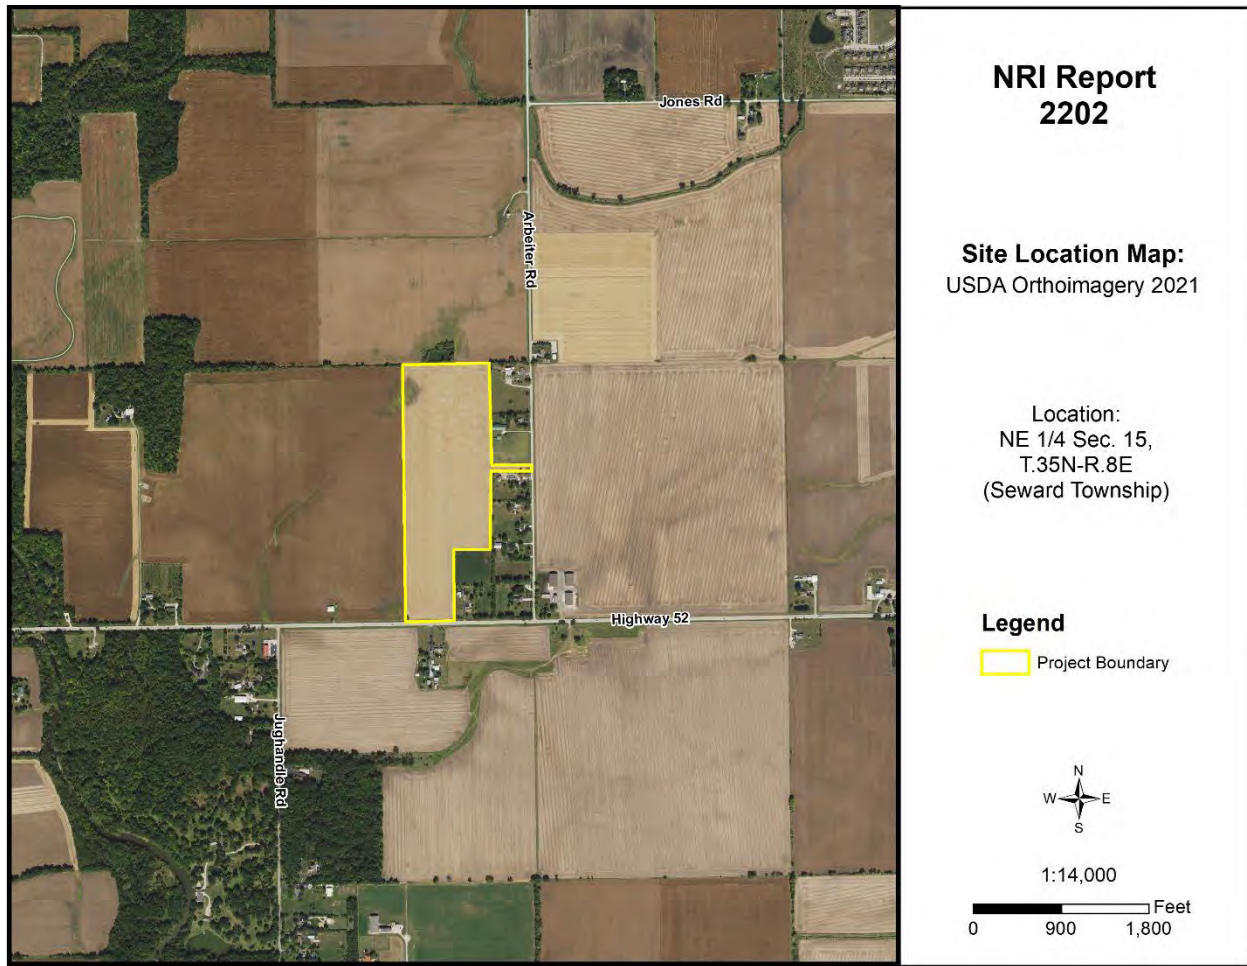 Jones Rd
Arbeiter Rd
Highway 52
Jughandle Rd
NRI Report
2202
Site Location Map:
USDA Orthoimagery 2021
Location:
NE 1/4 Sec. 15,
T.35N-R.8E
(Seward Township)
Legend
Project Boundary
N
W E
S
1:14,000
Feet
0 900 1,800